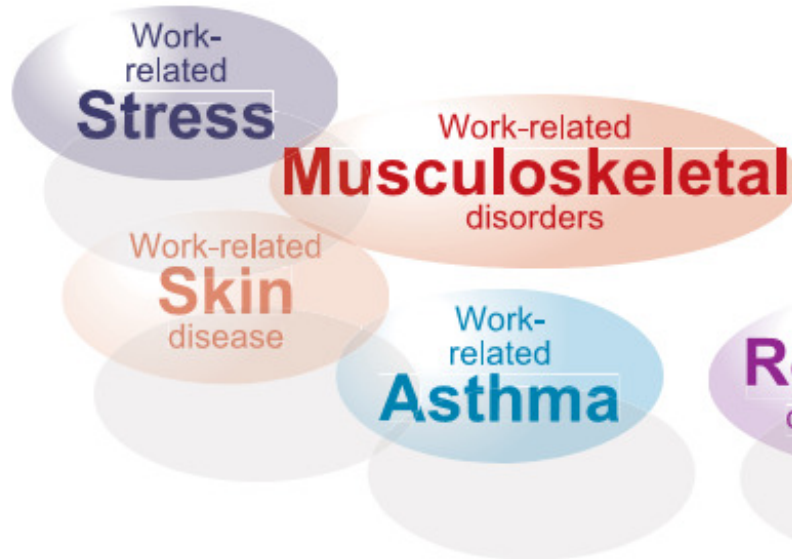 Work-
related
Stress
Work-related
Musculoskeletal
disorders
Work-related
Skin
disease
Work-
related
Asthma